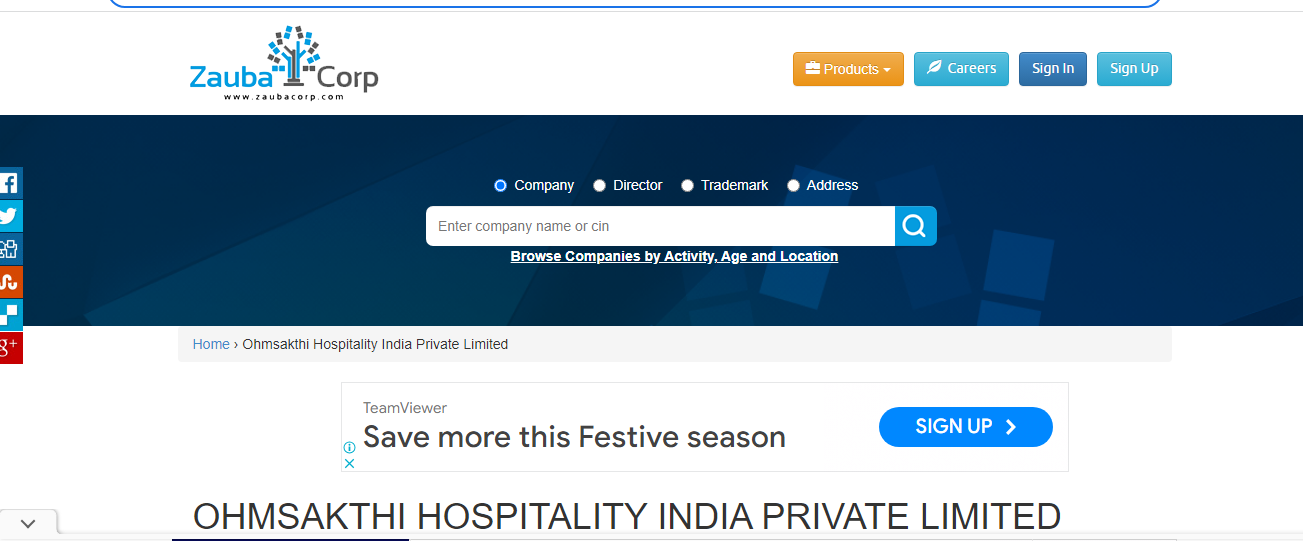 Zauba Corp
www.zaubacorp.com
Products
Careers
Sign In
Sign Up
Company
Director
Trademark
Address
Enter company name or cin
Browse Companies by Activity, Age and Location
Home › Ohmsakthi Hospitality India Private Limited
TeamViewer
Save more this Festive season
SIGN UP
OHMSAKTHI HOSPITALITY INDIA PRIVATE LIMITED